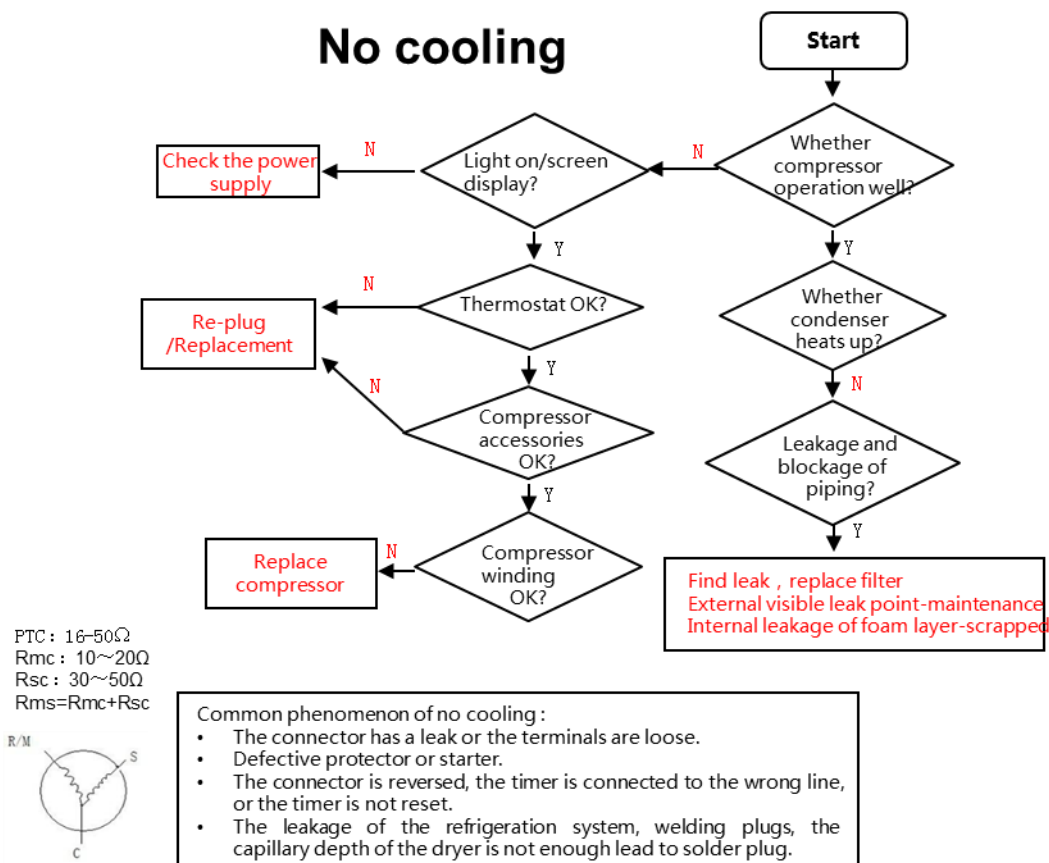 No cooling
Start
Whether
compressor
operation well?
N
Light on/screen
display?
N
Check the power
supply
Y
Y
Thermostat OK?
N
Re-plug
/Replacement
Whether
condenser
heats up?
Y
N
N
Compressor
accessories
OK?
Leakage and
blockage of
piping?
Y
Y
Compressor
winding
OK?
N
Replace
compressor
Find leak , replace filter
External visible leak point-maintenance
Internal leakage of foam layer-scrapped
PTC: 16-50Ω
Rmc: 10～20Ω
Rsc: 30～50Ω
Rms=Rmc+Rsc
R/M
S
C
Common phenomenon of no cooling :
• The connector has a leak or the terminals are loose.
• Defective protector or starter.
• The connector is reversed, the timer is connected to the wrong line,
or the timer is not reset.
• The leakage of the refrigeration system, welding plugs, the
capillary depth of the dryer is not enough lead to solder plug.